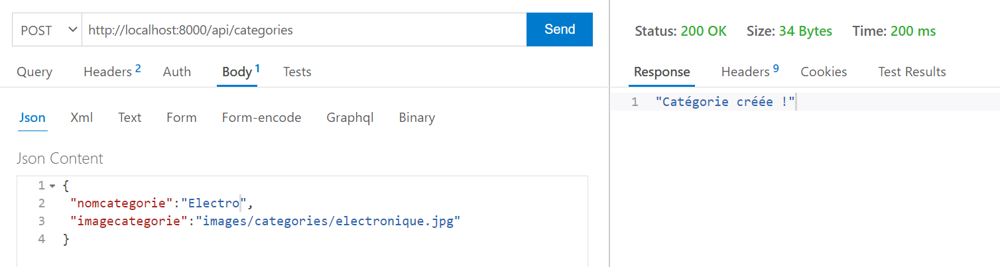 POST http://localhost:8000/api/categories Send
Query Headers 2 Auth Body 1 Tests
Json Xml Text Form Form-encode Graphql Binary
Json Content
1 {
2 "nomcategorie":"Electro",
3 "imagecategorie":"images/categories/electronique.jpg"
4 }
Status: 200 OK Size: 34 Bytes Time: 200 ms
Response Headers 9 Cookies Test Results
1 "Catégorie créée !"